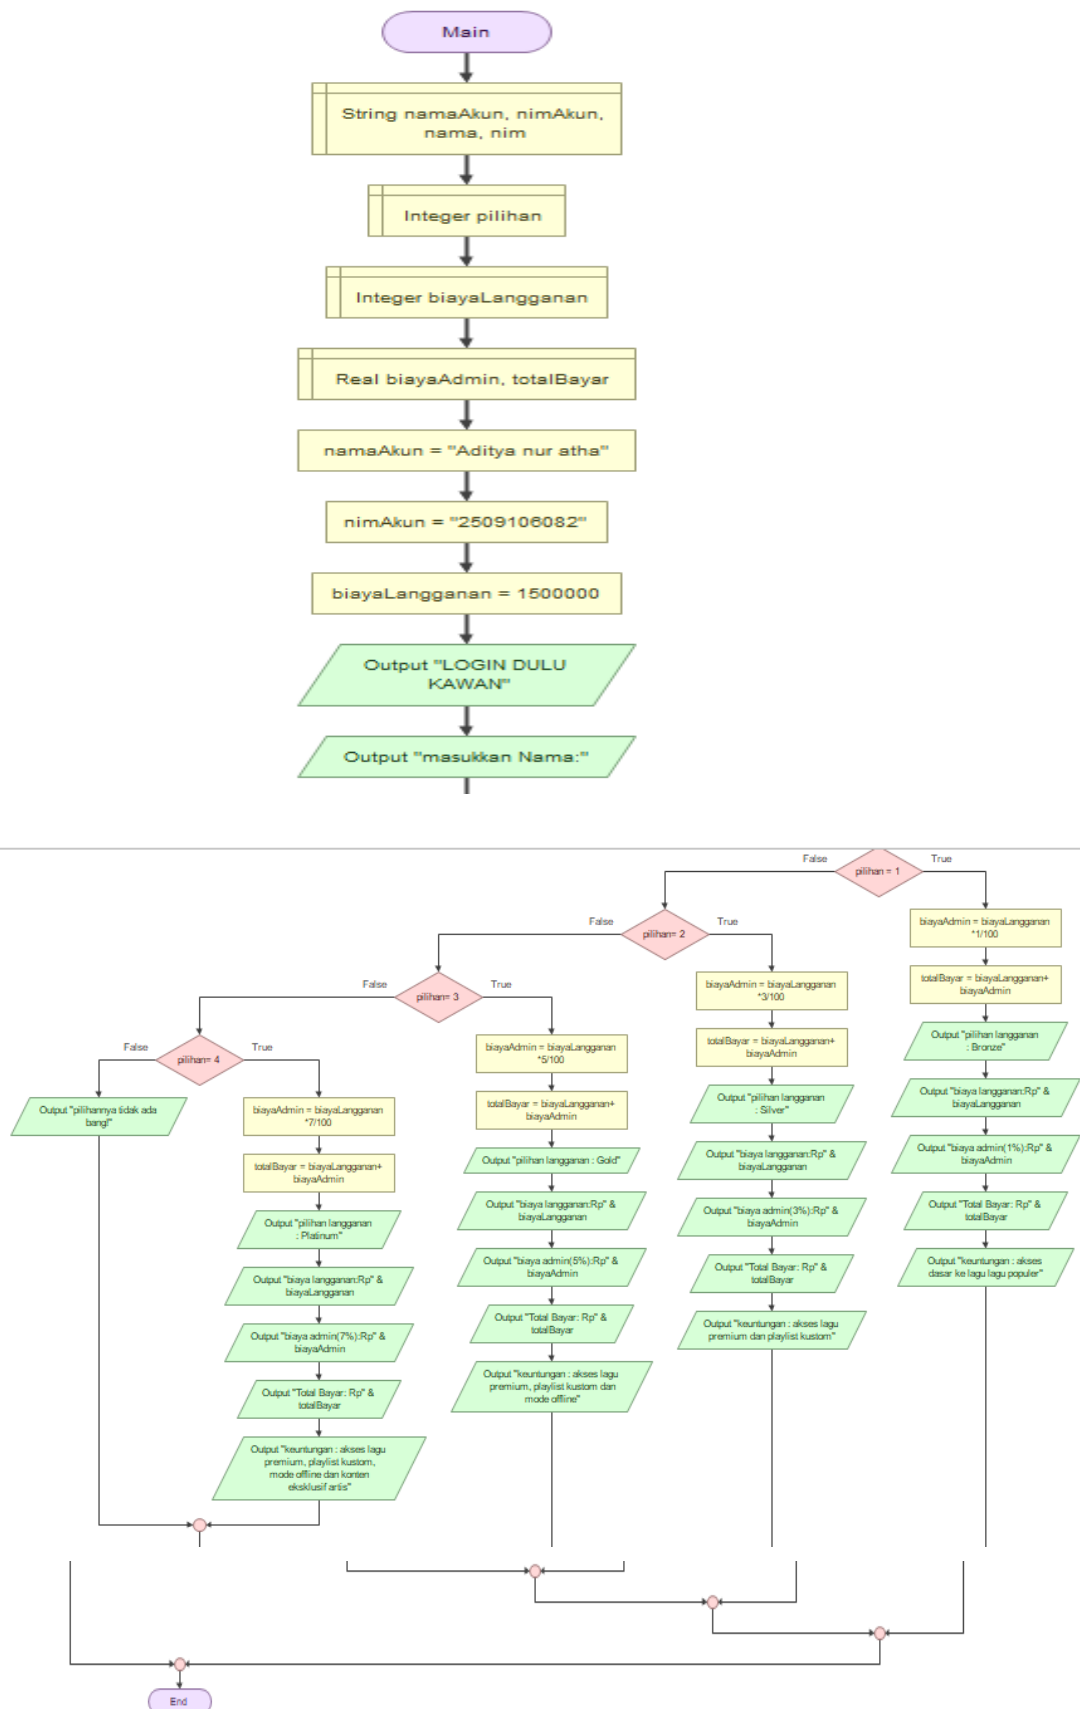 Main
String namaAkun, nimAkun,
nama, nim
Integer pilihan
Integer biayaLangganan
Real biayaAdmin, totalBayar
namaAkun = "Aditya nur atha"
nimAkun = "2509106082"
biayaLangganan = 1500000
Output "LOGIN DULU
KAWAN"
Output "masukkan Nama:"
False
pilihan = 1
True
biayaAdmin = biayaLangganan
*1/100
totalBayar = biayaLangganan+
biayaAdmin
Output "pilihan langganan
: Bronze"
Output "biaya langganan:Rp" &
biayaLangganan
Output "biaya admin(1%):Rp" &
biayaAdmin
Output "Total Bayar: Rp" &
totalBayar
Output "keuntungan : akses
dasar ke lagu lagu populer"
False
pilihan= 2
True
biayaAdmin = biayaLangganan
*3/100
totalBayar = biayaLangganan+
biayaAdmin
Output "pilihan langganan
: Silver"
Output "biaya langganan:Rp" &
biayaLangganan
Output "biaya admin(3%):Rp" &
biayaAdmin
Output "Total Bayar: Rp" &
totalBayar
Output "keuntungan : akses lagu
premium dan playlist kustom"
False
pilihan= 3
True
biayaAdmin = biayaLangganan
*5/100
totalBayar = biayaLangganan+
biayaAdmin
Output "pilihan langganan : Gold"
Output "biaya langganan:Rp" &
biayaLangganan
Output "biaya admin(5%):Rp" &
biayaAdmin
Output "Total Bayar: Rp" &
totalBayar
Output "keuntungan : akses lagu
premium, playlist kustom dan
mode offline"
False
pilihan= 4
True
biayaAdmin = biayaLangganan
*7/100
totalBayar = biayaLangganan+
biayaAdmin
Output "pilihan langganan
: Platinum"
Output "biaya langganan:Rp" &
biayaLangganan
Output "biaya admin(7%):Rp" &
biayaAdmin
Output "Total Bayar: Rp" &
totalBayar
Output "keuntungan : akses lagu
premium, playlist kustom,
mode offline dan konten
eksklusif artis"
Output "pilihannya tidak ada
bang!"
End